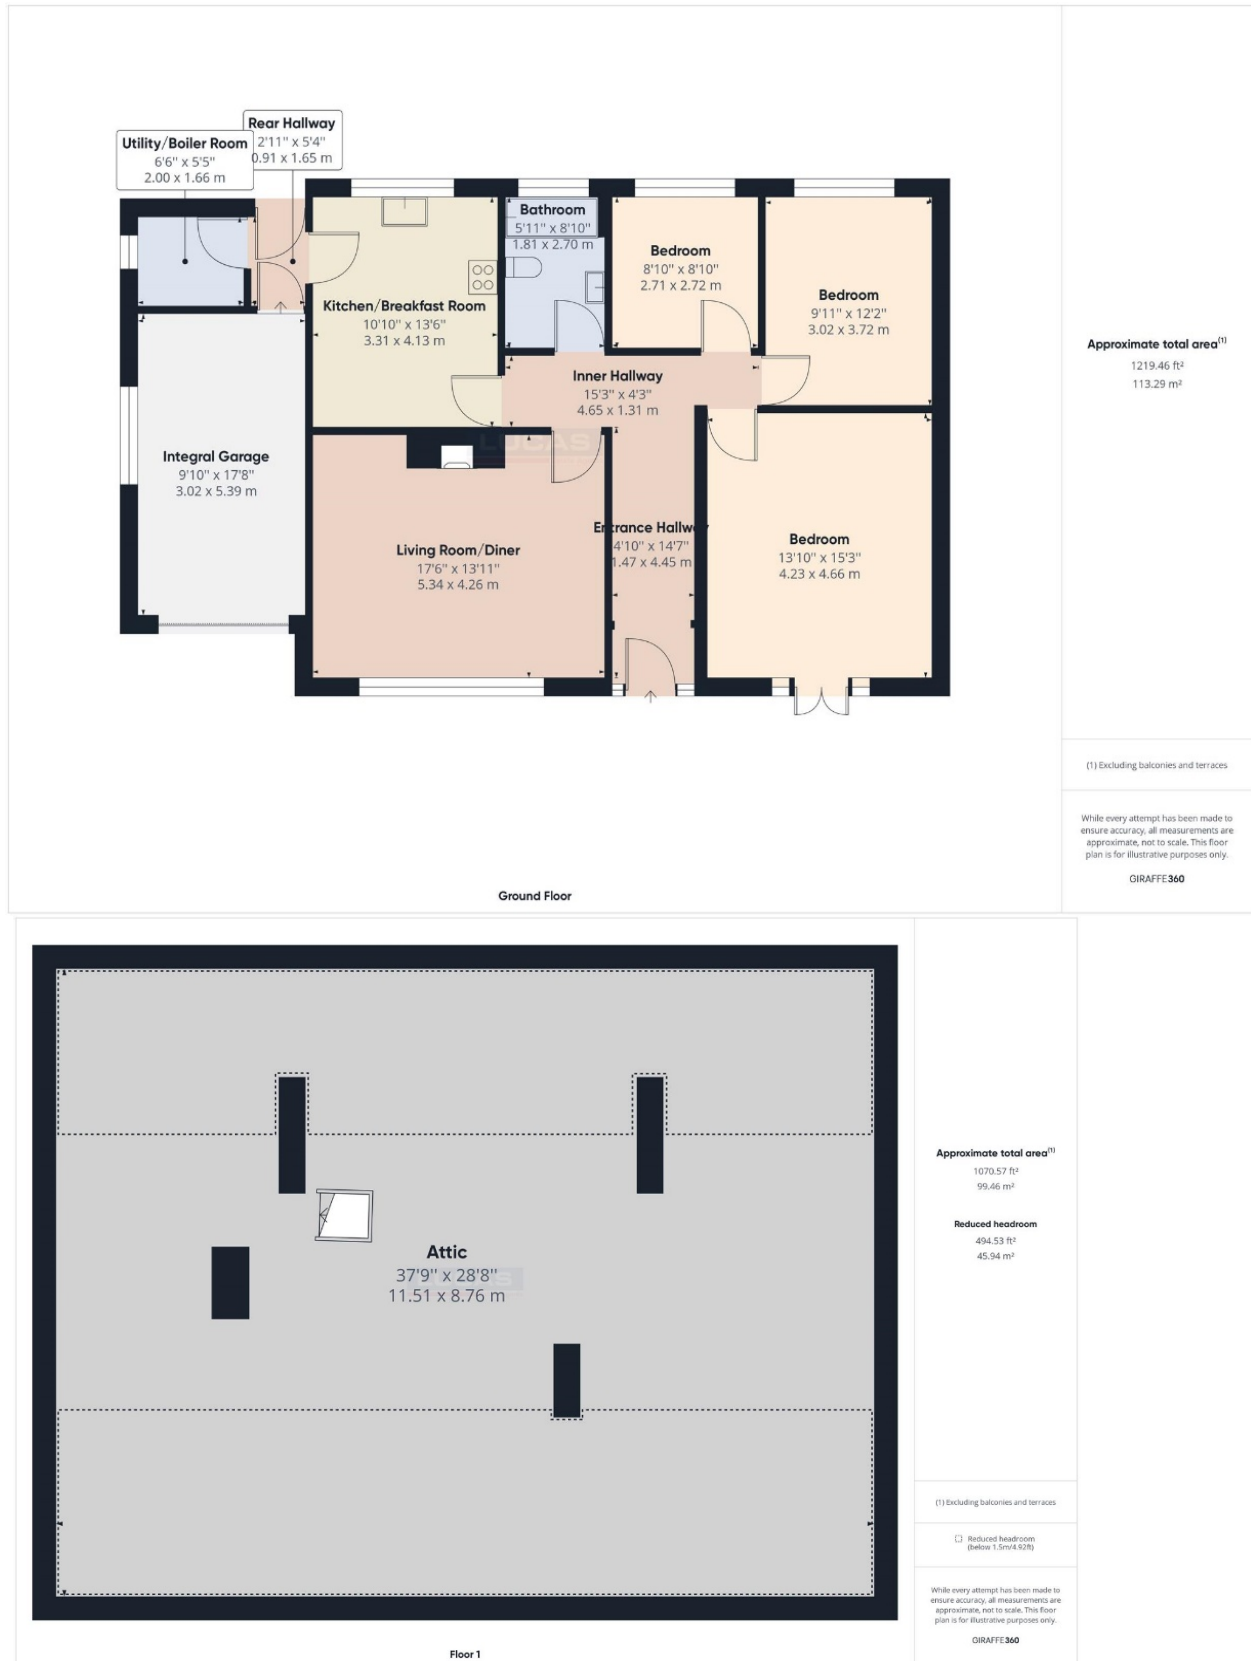 Rear Hallway
2'11" x 5'4"
0.91 x 1.65 m
Utility/Boiler Room
6'6" x 5'5"
2.00 x 1.66 m
Bathroom
5'11" x 8'10"
1.81 x 2.70 m
Bedroom
8'10" x 8'10"
2.71 x 2.72 m
Bedroom
9'11" x 12'2"
3.02 x 3.72 m
Kitchen/Breakfast Room
10'10" x 13'6"
3.31 x 4.13 m
Inner Hallway
15'3" x 4'3"
4.65 x 1.31 m
LUCAS
Integral Garage
9'10" x 17'8"
3.02 x 5.39 m
Living Room/Diner
17'6" x 13'11"
5.34 x 4.26 m
Entrance Hallway
4'10" x 14'7"
1.47 x 4.45 m
Bedroom
13'10" x 15'3"
4.23 x 4.66 m
Ground Floor
Approximate total area(1)
1219.46 ft²
113.29 m²
(1) Excluding balconies and terraces
While every attempt has been made to
ensure accuracy, all measurements are
approximate, not to scale. This floor
plan is for illustrative purposes only.
GIRAFFE360
Attic
37'9" x 28'8"
11.51 x 8.76 m
Floor 1
Approximate total area(1)
1070.57 ft²
99.46 m²
Reduced headroom
494.53 ft²
45.94 m²
(1) Excluding balconies and terraces
Reduced headroom
(below 1.5m/4.92ft)
While every attempt has been made to
ensure accuracy, all measurements are
approximate, not to scale. This floor
plan is for illustrative purposes only.
GIRAFFE360